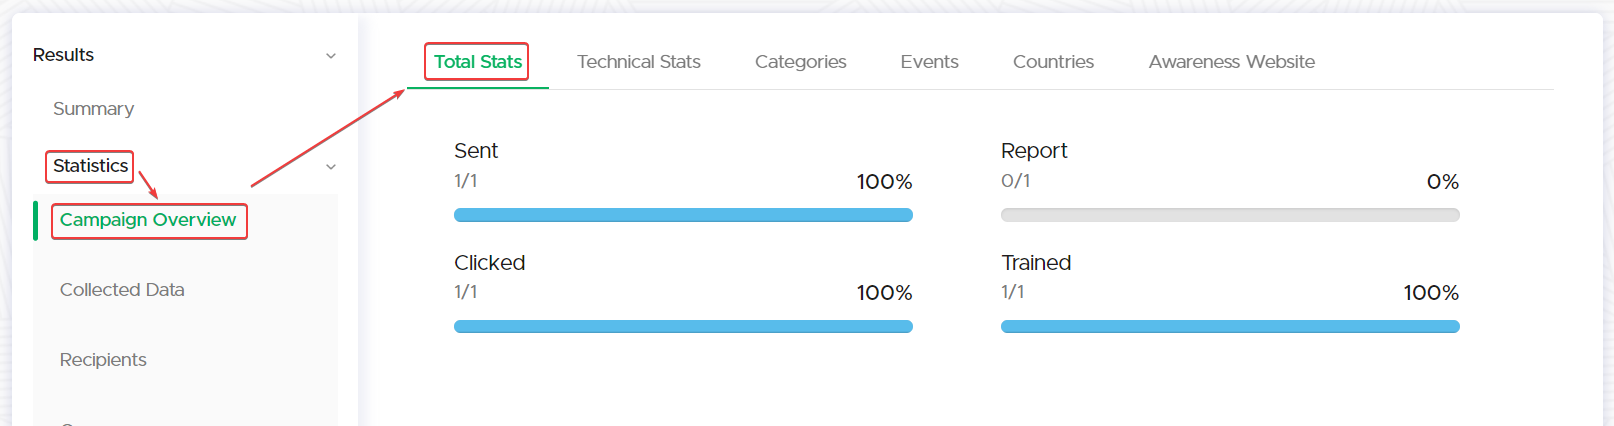 Results
Summary
Statistics
Campaign Overview
Collected Data
Recipients
Total Stats
Technical Stats
Categories
Events
Countries
Awareness Website
Sent
1/1
100%
Report
0/1
0%
Clicked
1/1
100%
Trained
1/1
100%